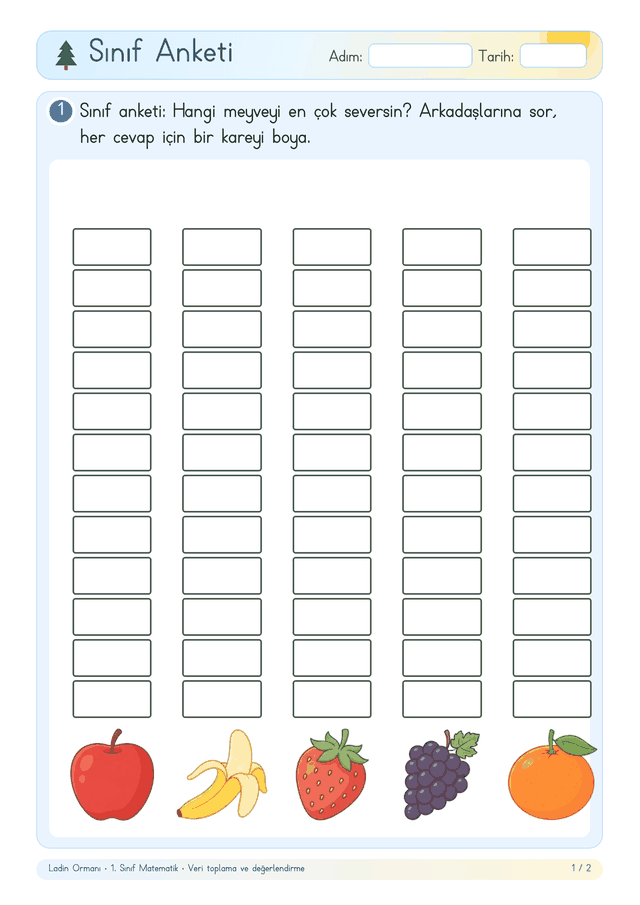 Sınıf Anketi
Adım:
Tarih:
1 Sınıf anketi: Hangi meyveyi en çok seversin? Arkadaşlarına sor,
her cevap için bir kareyi boya.
Ladin Ormanı • 1. Sınıf Matematik • Veri toplama ve değerlendirme
1 / 2